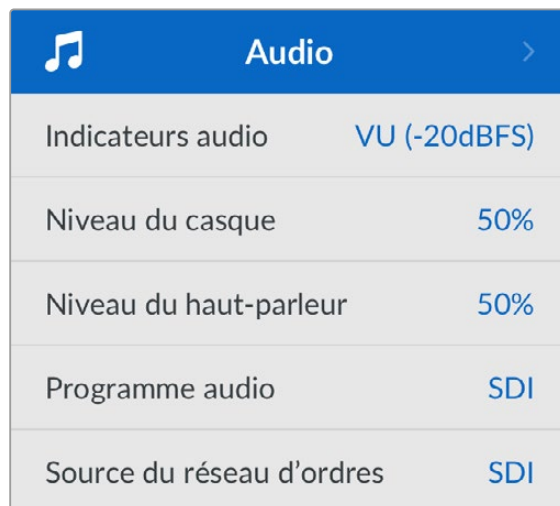 Audio
Indicateurs audio VU (-20dBFS)
Niveau du casque 50%
Niveau du haut-parleur 50%
Programme audio SDI
Source du réseau d’ordres SDI